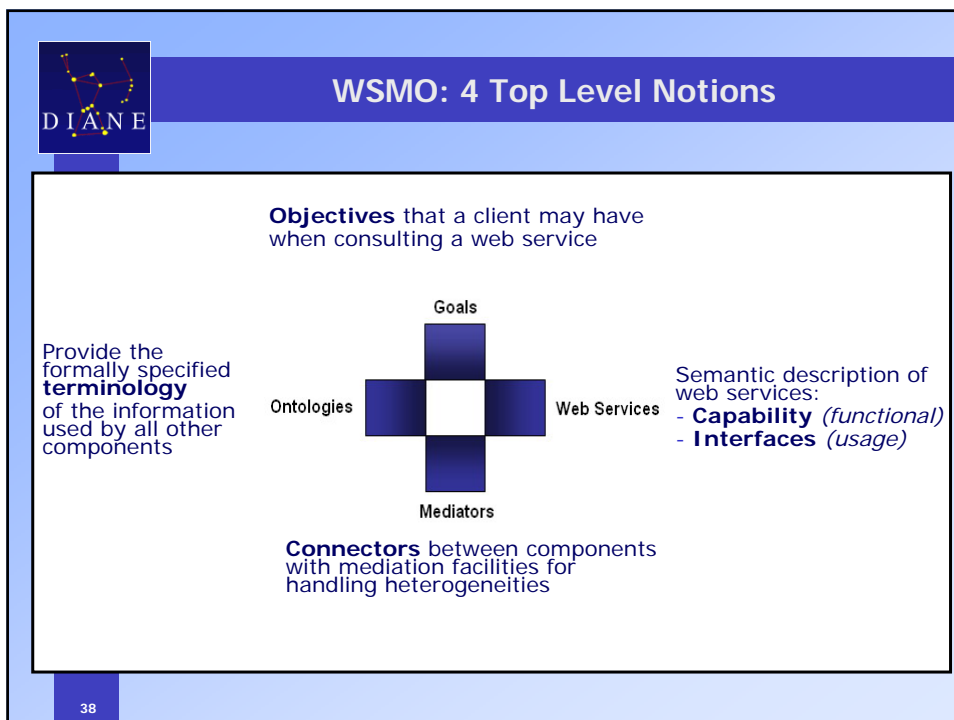 DIANE
WSMO: 4 Top Level Notions
Objectives that a client may have
when consulting a web service
Goals
Provide the
formally specified
terminology
of the information
used by all other
components
Ontologies
Web Services
Semantic description of
web services:
- Capability (functional)
- Interfaces (usage)
Mediators
Connectors between components
with mediation facilities for
handling heterogeneities
38